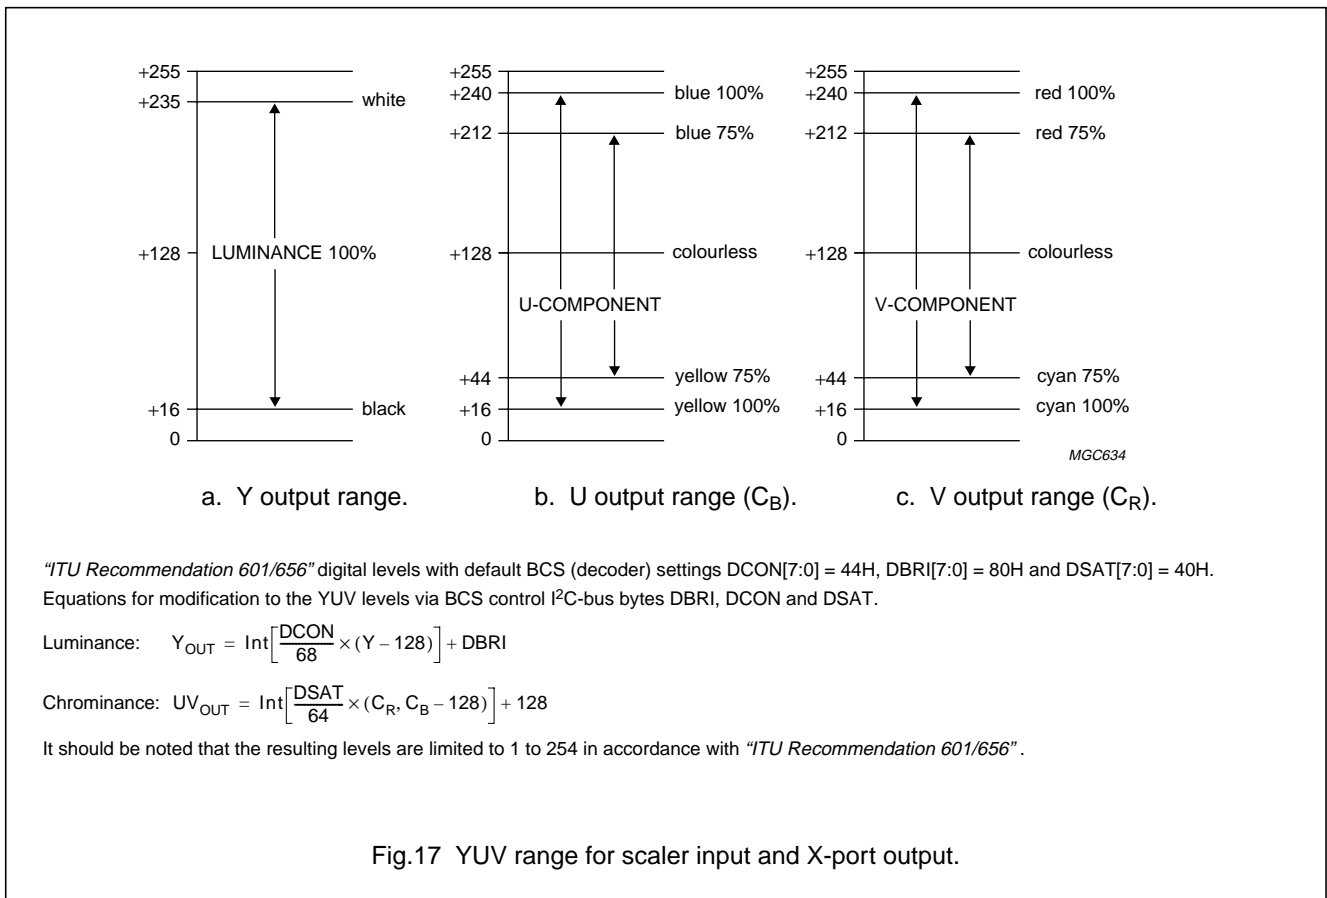 +255
+235
white
+128
LUMINANCE 100%
+16
black
0
+255
+240
blue 100%
+212
blue 75%
+128
colourless
U-COMPONENT
+44
yellow 75%
+16
yellow 100%
0
+255
+240
red 100%
+212
red 75%
+128
colourless
V-COMPONENT
+44
cyan 75%
+16
cyan 100%
0
MGC634
a. Y output range.
b. U output range (CB).
c. V output range (CR).
“ITU Recommendation 601/656” digital levels with default BCS (decoder) settings DCON[7:0] = 44H, DBRI[7:0] = 80H and DSAT[7:0] = 40H.
Equations for modification to the YUV levels via BCS control I²C-bus bytes DBRI, DCON and DSAT.
Luminance: YOUT = Int[DCON/68 × (Y − 128)] + DBRI
Chrominance: UVOUT = Int[DSAT/64 × (CR, CB − 128)] + 128
It should be noted that the resulting levels are limited to 1 to 254 in accordance with “ITU Recommendation 601/656” .
Fig.17 YUV range for scaler input and X-port output.